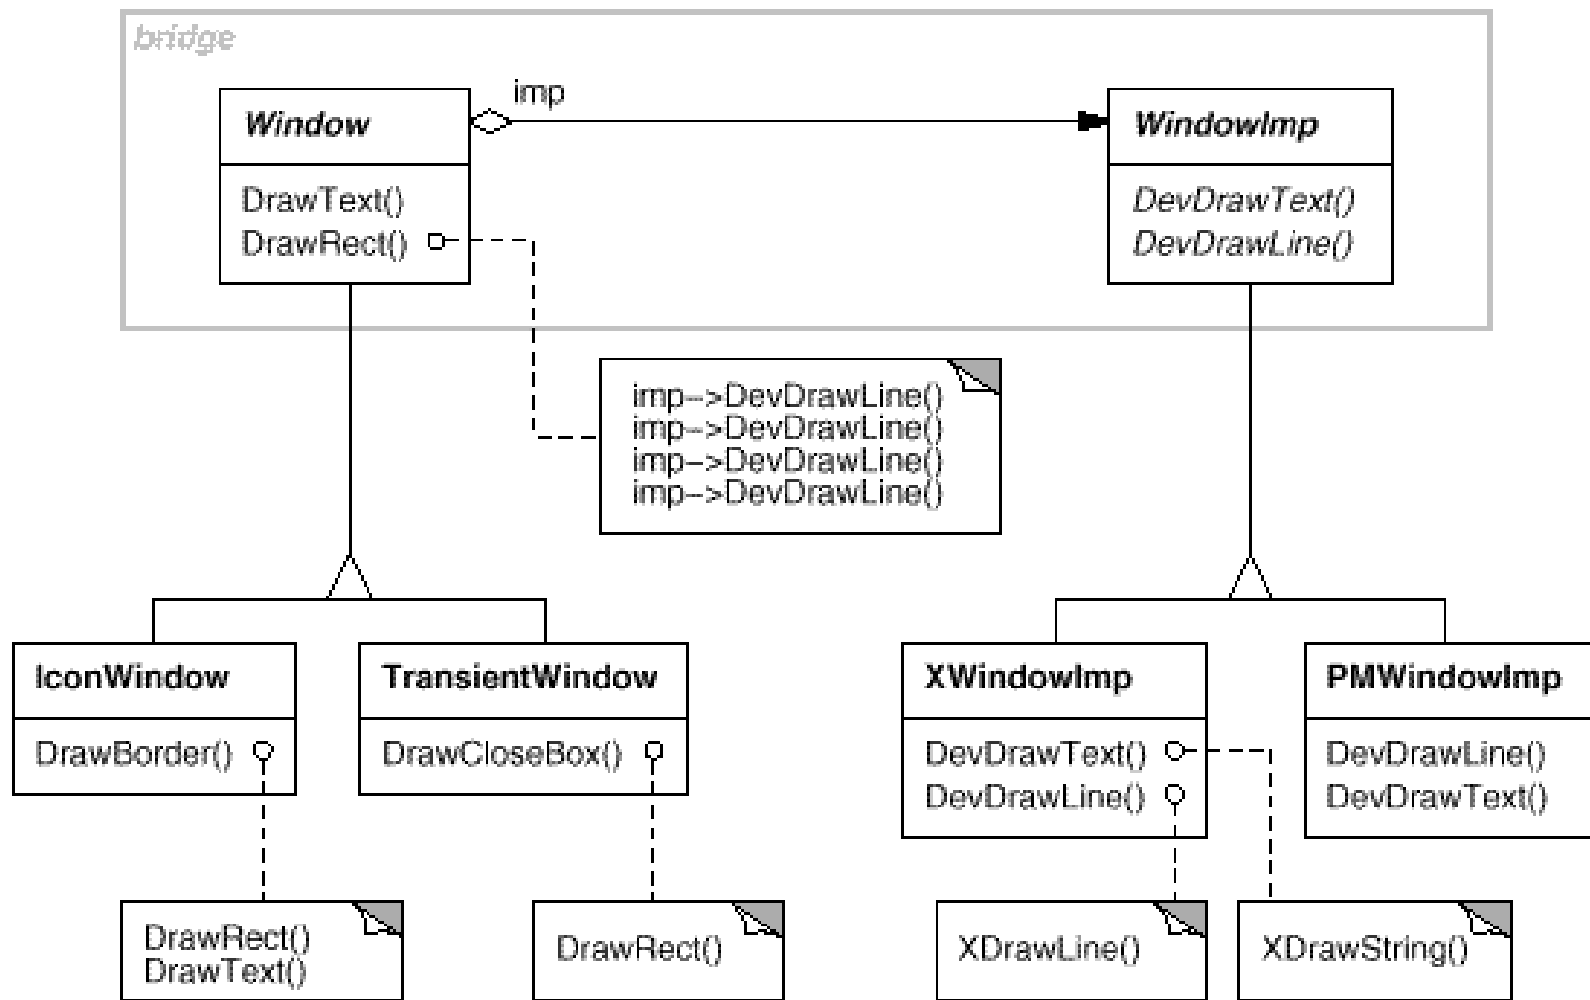 bridge
imp
Window
DrawText()
DrawRect()
WindowImp
DevDrawText()
DevDrawLine()
imp–>DevDrawLine()
imp–>DevDrawLine()
imp–>DevDrawLine()
imp–>DevDrawLine()
IconWindow
DrawBorder()
TransientWindow
DrawCloseBox()
XWindowImp
DevDrawText()
DevDrawLine()
PMWindowImp
DevDrawLine()
DevDrawText()
DrawRect()
DrawText()
DrawRect()
XDrawLine()
XDrawString()